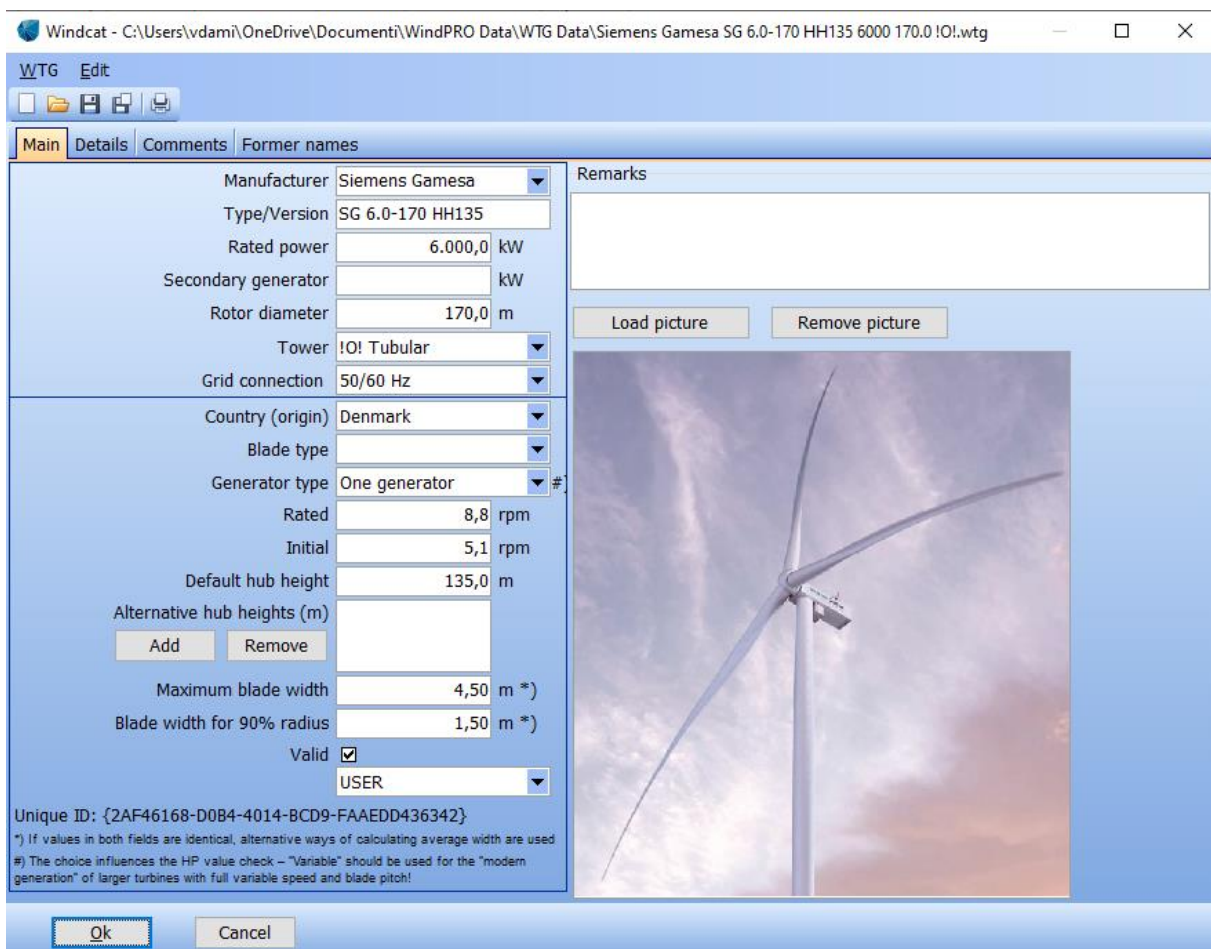 Windcat - C:\Users\vdami\OneDrive\Documenti\WindPRO Data\WTG Data\Siemens Gamesa SG 6.0-170 HH135 6000 170.0 !O!.wtg
WTG Edit
Main Details Comments Former names
Manufacturer Siemens Gamesa
Type/Version SG 6.0-170 HH135
Rated power 6.000,0 kW
Secondary generator kW
Rotor diameter 170,0 m
Tower !O! Tubular
Grid connection 50/60 Hz
Country (origin) Denmark
Blade type
Generator type One generator #)
Rated 8,8 rpm
Initial 5,1 rpm
Default hub height 135,0 m
Alternative hub heights (m)
Add Remove
Maximum blade width 4,50 m *)
Blade width for 90% radius 1,50 m *)
Valid
USER
Unique ID: {2AF46168-D0B4-4014-BCD9-FAAEDD436342}
*) If values in both fields are identical, alternative ways of calculating average width are used
#) The choice influences the HP value check – "Variable" should be used for the "modern
generation" of larger turbines with full variable speed and blade pitch!
Remarks
Load picture Remove picture
Ok Cancel